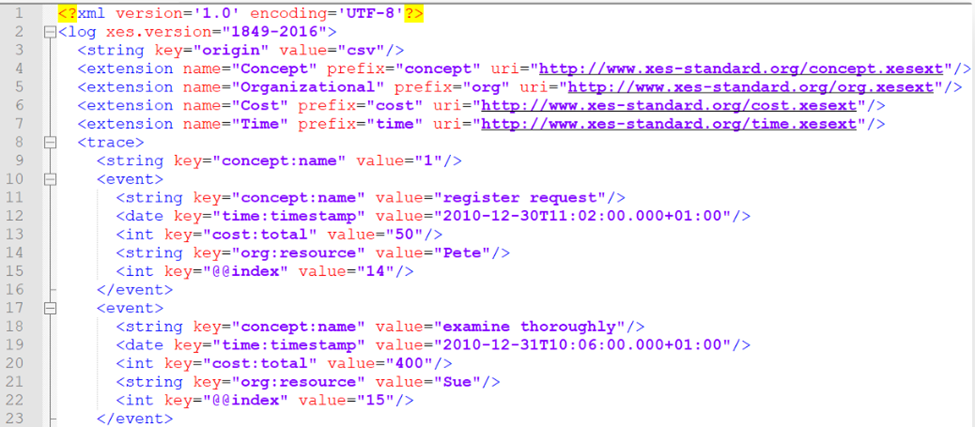 1 <?xml version='1.0' encoding='UTF-8'?>
2 <log xes.version="1849-2016">
3 <string key="origin" value="csv"/>
4 <extension name="Concept" prefix="concept" uri="http://www.xes-standard.org/concept.xesext"/>
5 <extension name="Organizational" prefix="org" uri="http://www.xes-standard.org/org.xesext"/>
6 <extension name="Cost" prefix="cost" uri="http://www.xes-standard.org/cost.xesext"/>
7 <extension name="Time" prefix="time" uri="http://www.xes-standard.org/time.xesext"/>
8 <trace>
9 <string key="concept:name" value="1"/>
10 <event>
11 <string key="concept:name" value="register request"/>
12 <date key="time:timestamp" value="2010-12-30T11:02:00.000+01:00"/>
13 <int key="cost:total" value="50"/>
14 <string key="org:resource" value="Pete"/>
15 <int key="@@index" value="14"/>
16 </event>
17 <event>
18 <string key="concept:name" value="examine thoroughly"/>
19 <date key="time:timestamp" value="2010-12-31T10:06:00.000+01:00"/>
20 <int key="cost:total" value="400"/>
21 <string key="org:resource" value="Sue"/>
22 <int key="@@index" value="15"/>
23 </event>